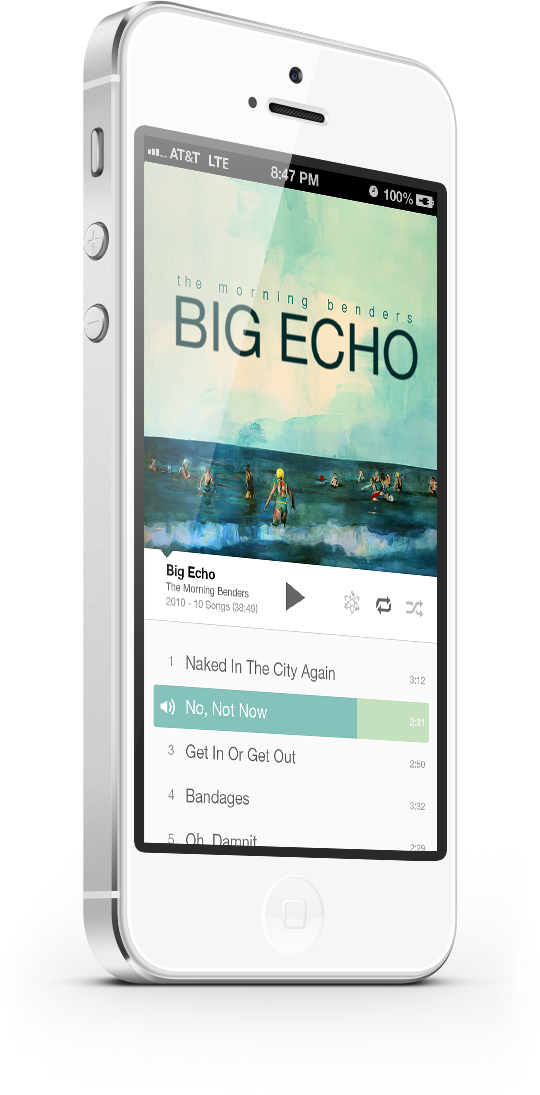 AT&T LTE 8:47 PM 100%
the morning benders
BIG ECHO
Big Echo
The Morning Benders
2010 - 10 Songs (38:49)
1 Naked In The City Again 3:12
No, Not Now 2:31
3 Get In Or Get Out 2:50
4 Bandages 3:32
5 Oh, Damnit 2:29